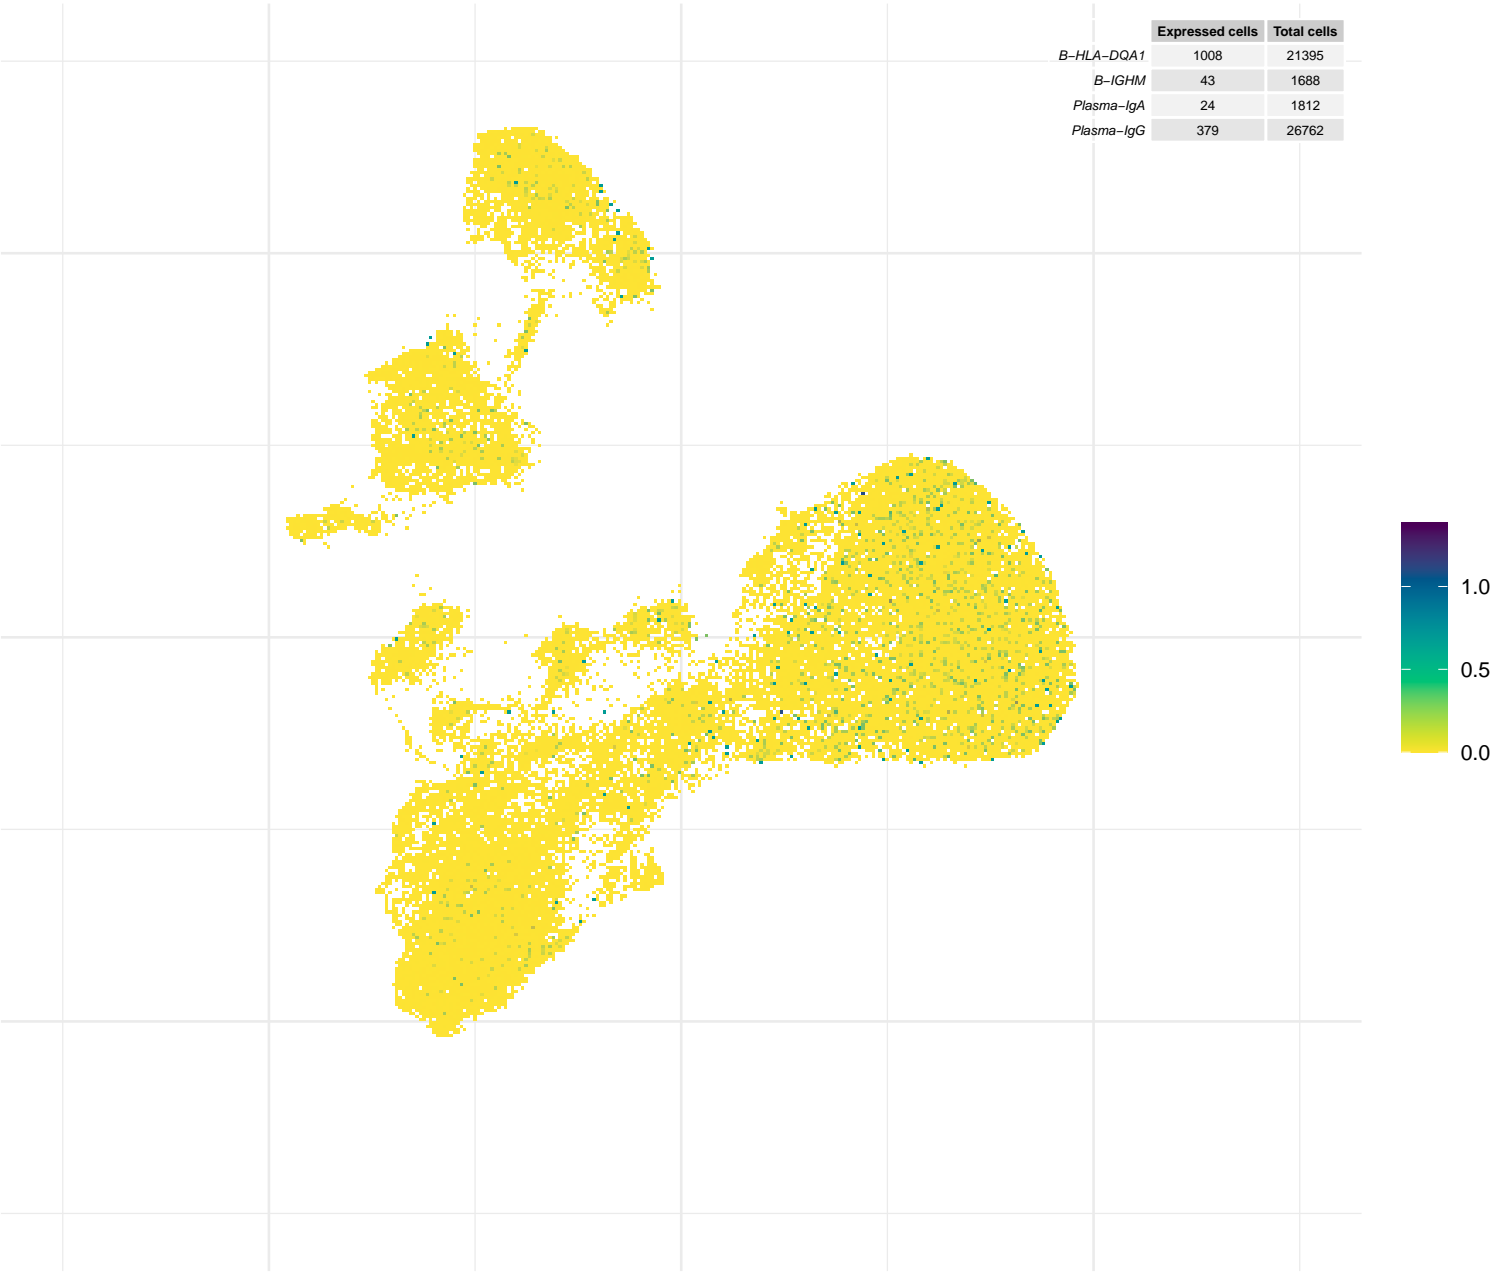 Expressed cells Total cells
B−HLA−DQA1 1008 21395
B−IGHM 43 1688
Plasma−IgA 24 1812
Plasma−IgG 379 26762
1.0
0.5
0.0